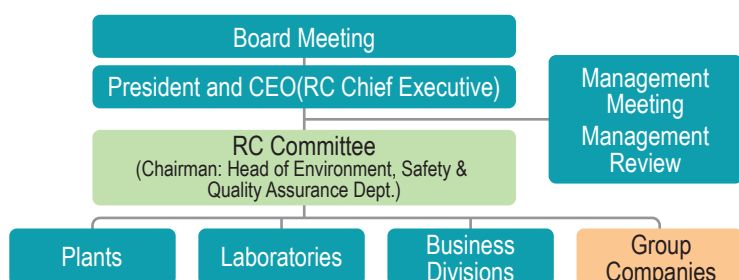 Board Meeting
President and CEO(RC Chief Executive)
Management
Meeting
Management
Review
RC Committee
(Chairman: Head of Environment, Safety &
Quality Assurance Dept.)
Plants
Laboratories
Business
Divisions
Group
Companies